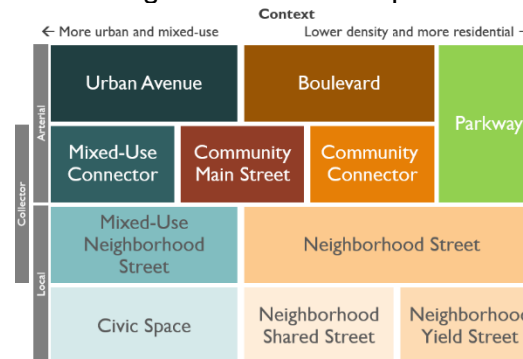 Context
← More urban and mixed-use
Lower density and more residential
Urban Avenue
Boulevard
Parkway
Arterial
Collector
Mixed-Use
Connector
Community
Main Street
Community
Connector
Mixed-Use
Neighborhood
Street
Neighborhood Street
Local
Civic Space
Neighborhood
Shared Street
Neighborhood
Yield Street